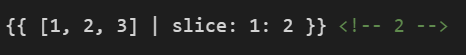 {{ [1, 2, 3] | slice: 1: 2 }} <!-- 2 -->